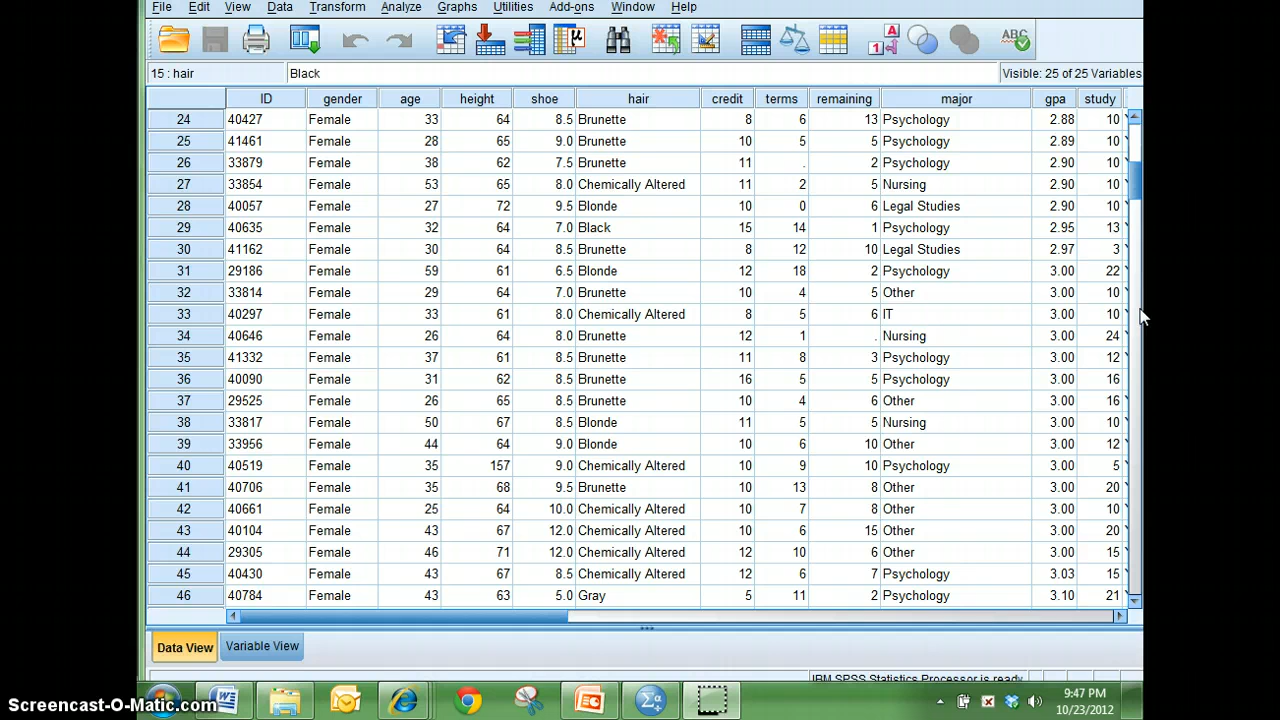 File Edit View Data Transform Analyze Graphs Utilities Add-ons Window Help
15 : hair Black Visible: 25 of 25 Variables
ID gender age height shoe hair credit terms remaining major gpa study
24 40427 Female 33 64 8.5 Brunette 8 6 13 Psychology 2.88 10
25 41461 Female 28 65 9.0 Brunette 10 5 5 Psychology 2.89 10
26 33879 Female 38 62 7.5 Brunette 11 . 2 Psychology 2.90 10
27 33854 Female 53 65 8.0 Chemically Altered 11 2 5 Nursing 2.90 10
28 40057 Female 27 72 9.5 Blonde 10 0 6 Legal Studies 2.90 10
29 40635 Female 32 64 7.0 Black 15 14 1 Psychology 2.95 13
30 41162 Female 30 64 8.5 Brunette 8 12 10 Legal Studies 2.97 3
31 29186 Female 59 61 6.5 Blonde 12 18 2 Psychology 3.00 22
32 33814 Female 29 64 7.0 Brunette 10 4 5 Other 3.00 10
33 40297 Female 33 61 8.0 Chemically Altered 8 5 6 IT 3.00 10
34 40646 Female 26 64 8.0 Brunette 12 1 . Nursing 3.00 24
35 41332 Female 37 61 8.5 Brunette 11 8 3 Psychology 3.00 12
36 40090 Female 31 62 8.5 Brunette 16 5 5 Psychology 3.00 16
37 29525 Female 26 65 8.5 Brunette 10 4 6 Other 3.00 16
38 33817 Female 50 67 8.5 Blonde 11 5 5 Nursing 3.00 10
39 33956 Female 44 64 9.0 Blonde 10 6 10 Other 3.00 12
40 40519 Female 35 157 9.0 Chemically Altered 10 9 10 Psychology 3.00 5
41 40706 Female 35 68 9.5 Brunette 10 13 8 Other 3.00 20
42 40661 Female 25 64 10.0 Chemically Altered 10 7 8 Other 3.00 10
43 40104 Female 43 67 12.0 Chemically Altered 10 6 15 Other 3.00 20
44 29305 Female 46 71 12.0 Chemically Altered 12 10 6 Other 3.00 15
45 40430 Female 43 67 8.5 Chemically Altered 12 6 7 Psychology 3.03 15
46 40784 Female 43 63 5.0 Gray 5 11 2 Psychology 3.10 21
Data View Variable View
IBM SPSS Statistics Processor is ready
9:47 PM
10/23/2012
Screencast-O-Matic.com